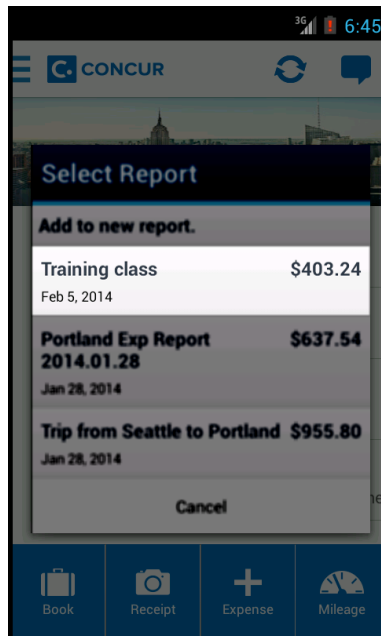 3G 6:45
C. CONCUR
Select Report
Add to new report.
Training class $403.24
Feb 5, 2014
Portland Exp Report $637.54
2014.01.28
Jan 28, 2014
Trip from Seattle to Portland $955.80
Jan 28, 2014
Cancel
Book Receipt Expense Mileage